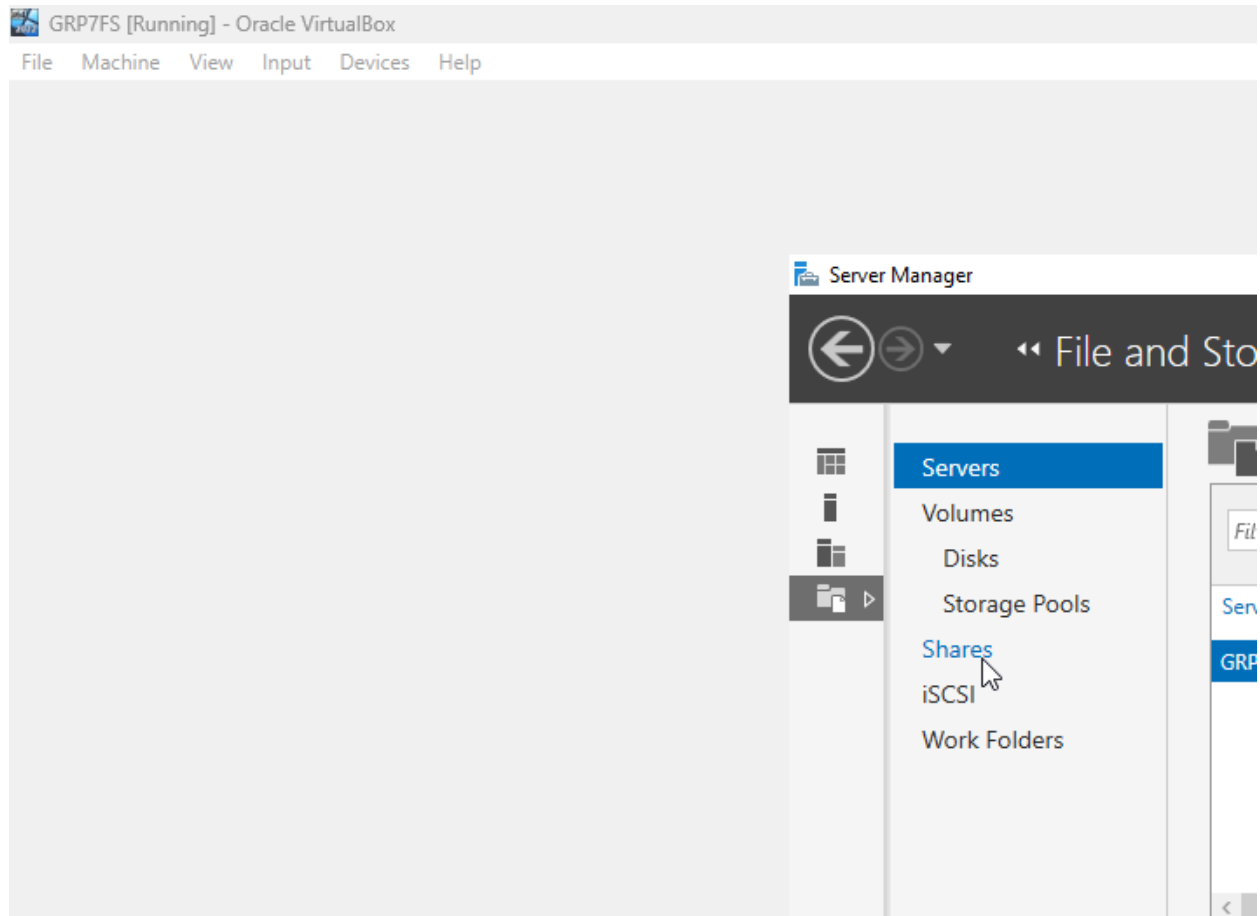 GRP7FS [Running] - Oracle VirtualBox
File Machine View Input Devices Help
Server Manager
File and Sto
Servers
Volumes
Disks
Storage Pools
Shares
iSCSI
Work Folders
Fil
Serv
GRP